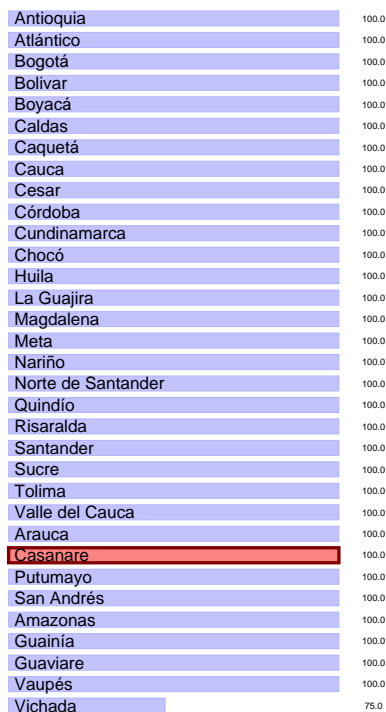 Antioquia 100.0
Atlántico 100.0
Bogotá 100.0
Bolivar 100.0
Boyacá 100.0
Caldas 100.0
Caquetá 100.0
Cauca 100.0
Cesar 100.0
Córdoba 100.0
Cundinamarca 100.0
Chocó 100.0
Huila 100.0
La Guajira 100.0
Magdalena 100.0
Meta 100.0
Nariño 100.0
Norte de Santander 100.0
Quindío 100.0
Risaralda 100.0
Santander 100.0
Sucre 100.0
Tolima 100.0
Valle del Cauca 100.0
Arauca 100.0
Casanare 100.0
Putumayo 100.0
San Andrés 100.0
Amazonas 100.0
Guainía 100.0
Guaviare 100.0
Vaupés 100.0
Vichada 75.0